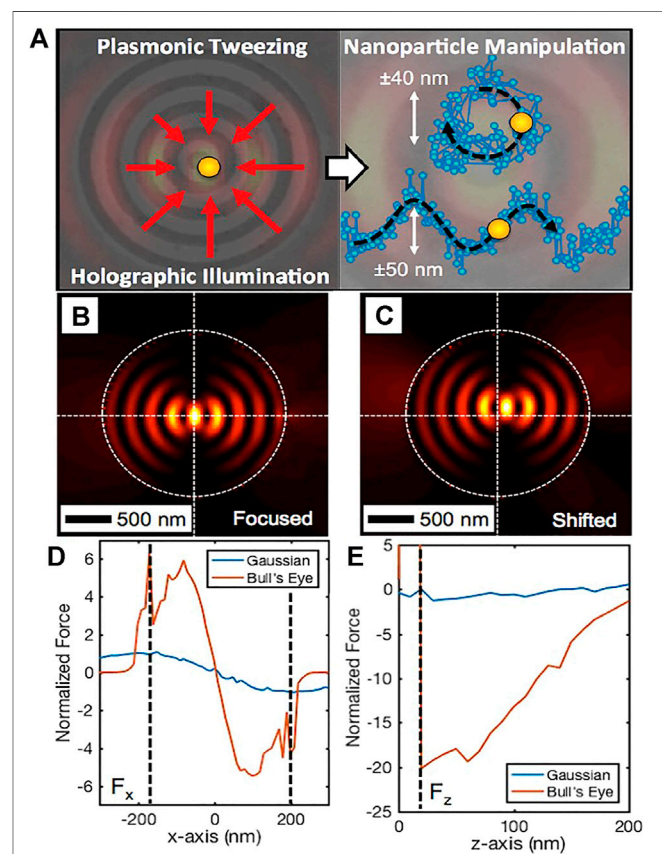 A
Plasmonic Tweezing
Nanoparticle Manipulation
±40 nm
±50 nm
Holographic Illumination
B
500 nm
Focused
C
500 nm
Shifted
D
Gaussian
Bull's Eye
6
4
2
0
-2
-4
-6
Normalized Force
Fx
-200
0
200
x-axis (nm)
E
5
0
-5
-10
-15
-20
-25
Normalized Force
Fz
Gaussian
Bull's Eye
0
100
200
z-axis (nm)